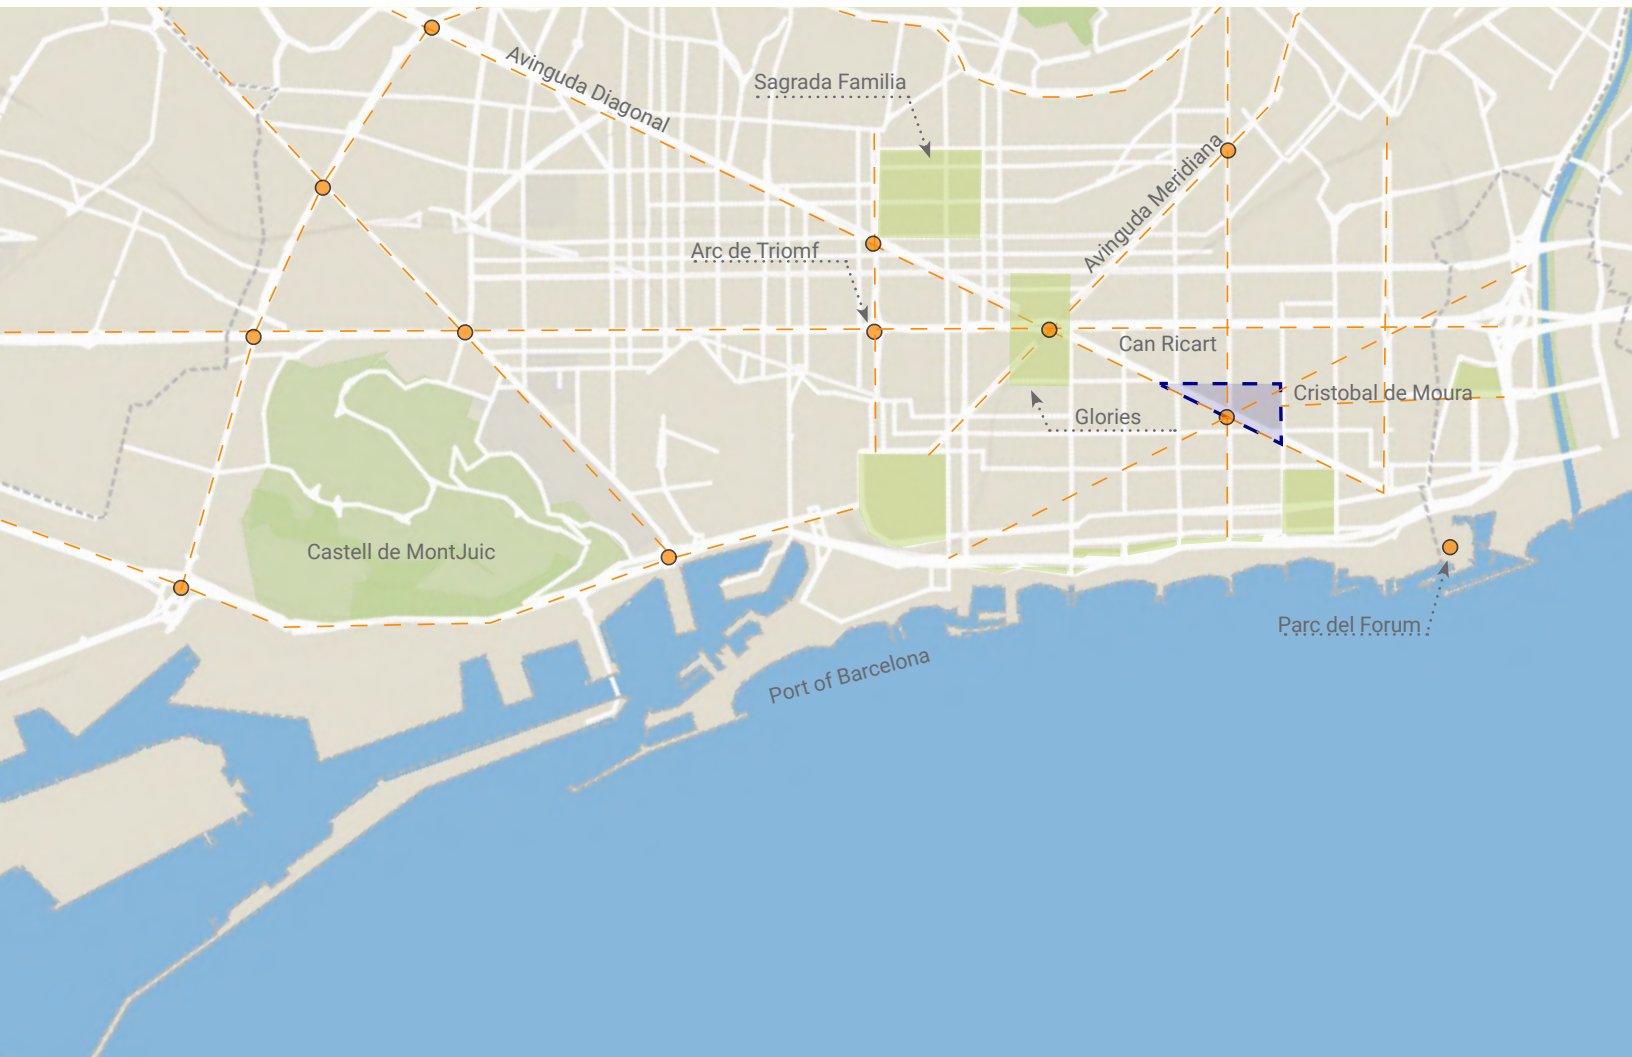 Avinguda Diagonal
Sagrada Familia
Avinguda Meridiana
Arc de Triomf
Can Ricart
Cristobal de Moura
Glories
Castell de MontJuic
Parc del Forum
Port of Barcelona